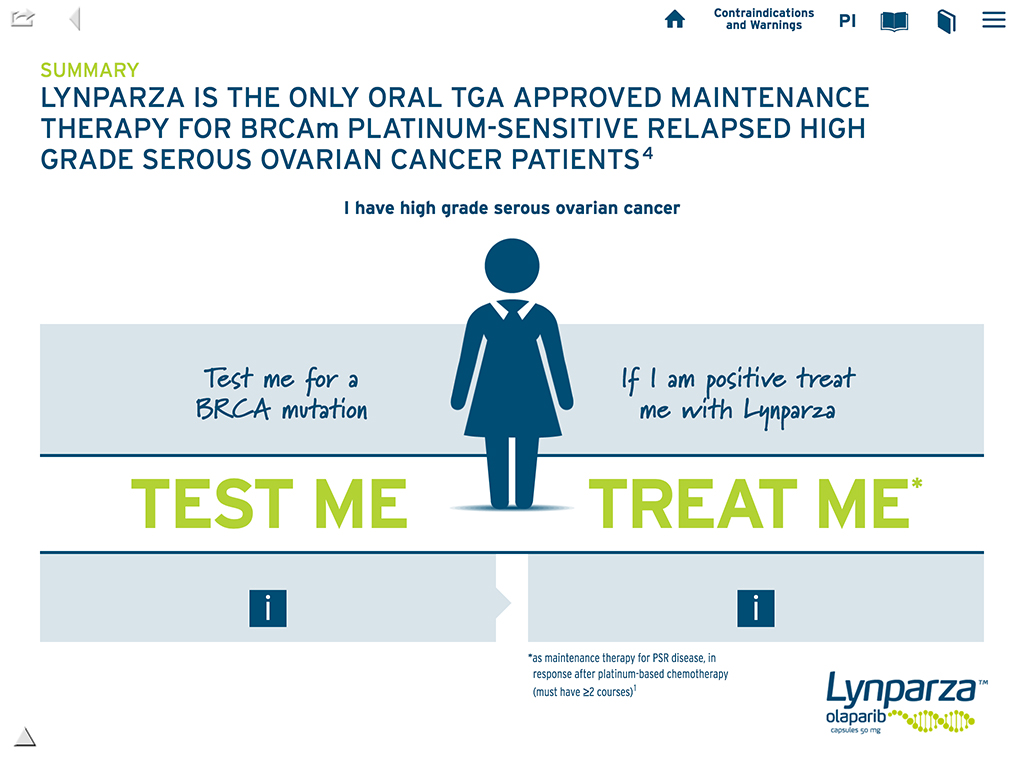 Contraindications
and Warnings
PI
SUMMARY
LYNPARZA IS THE ONLY ORAL TGA APPROVED MAINTENANCE
THERAPY FOR BRCAm PLATINUM-SENSITIVE RELAPSED HIGH
GRADE SEROUS OVARIAN CANCER PATIENTS⁴
I have high grade serous ovarian cancer
Test me for a
BRCA mutation
If I am positive treat
me with Lynparza
TEST ME
TREAT ME*
i
i
*as maintenance therapy for PSR disease, in
response after platinum-based chemotherapy
(must have ≥2 courses)¹
Lynparza™
olaparib
capsules 50 mg